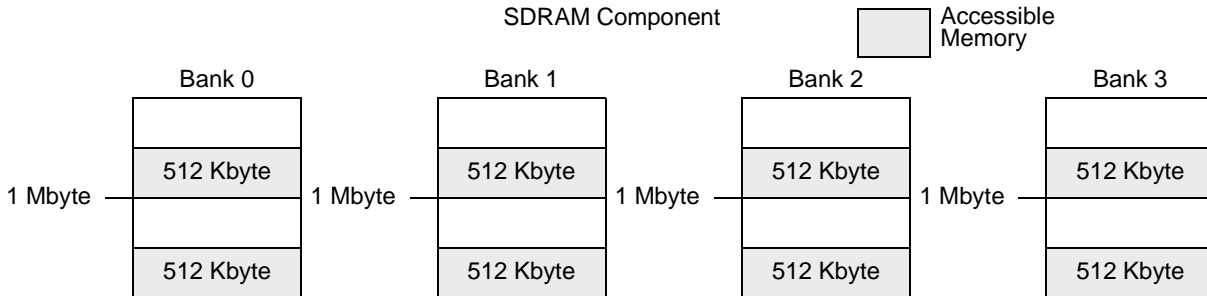 SDRAM Component
Accessible
Memory
Bank 0
Bank 1
Bank 2
Bank 3
512 Kbyte
512 Kbyte
512 Kbyte
512 Kbyte
1 Mbyte
1 Mbyte
1 Mbyte
1 Mbyte
512 Kbyte
512 Kbyte
512 Kbyte
512 Kbyte